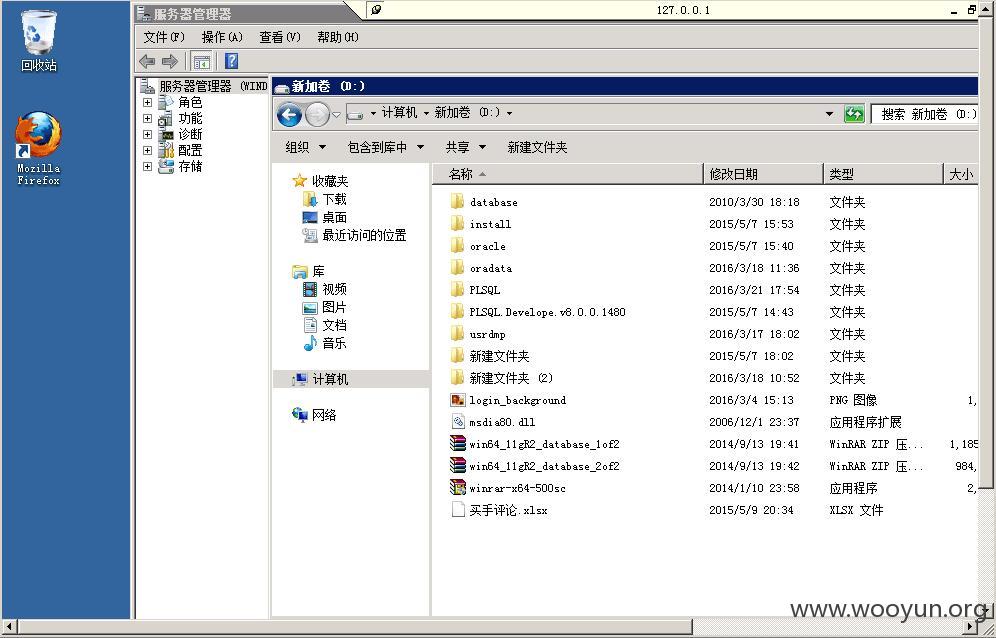 127.0.0.1
回收站
Mozilla
Firefox
服务器管理器
文件(F) 操作(A) 查看(V) 帮助(H)
服务器管理器 (WIND
角色
功能
诊断
配置
存储
新加卷 (D:)
计算机 新加卷 (D:)
搜索 新加卷 (D:)
组织 包含到库中 共享 新建文件夹
收藏夹
下载
桌面
最近访问的位置
库
视频
图片
文档
音乐
计算机
网络
名称 修改日期 类型 大小
database 2010/3/30 18:18 文件夹
install 2015/5/7 15:53 文件夹
oracle 2015/5/7 15:40 文件夹
oradata 2016/3/18 11:36 文件夹
PLSQL 2016/3/21 17:54 文件夹
PLSQL.Develope.v8.0.0.1480 2015/5/7 14:43 文件夹
usrdmp 2016/3/17 18:02 文件夹
新建文件夹 2015/5/7 18:02 文件夹
新建文件夹 (2) 2016/3/18 10:52 文件夹
login_background 2016/3/4 15:13 PNG 图像 1,
msdia80.dll 2006/12/1 23:37 应用程序扩展
win64_11gR2_database_1of2 2014/9/13 19:41 WinRAR ZIP 压... 1,185
win64_11gR2_database_2of2 2014/9/13 19:42 WinRAR ZIP 压... 984,
winrar-x64-500sc 2014/1/10 23:58 应用程序 2,
买手评论.xlsx 2015/5/9 20:34 XLSX 文件
www.wooyun.org